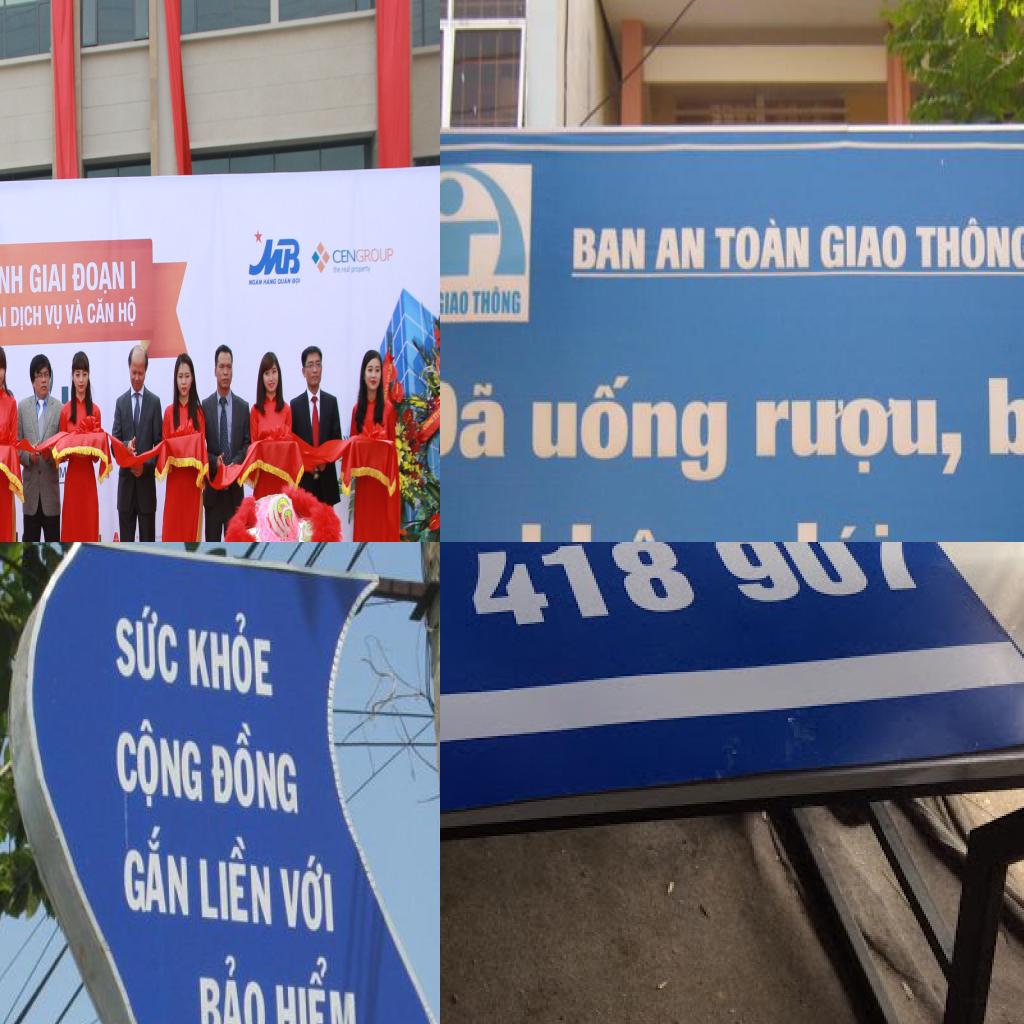 NH GIAI ĐOẠN I
ẠI DỊCH VỤ VÀ CĂN HỘ
MB
NGÂN HÀNG QUÂN ĐỘI
CENGROUP
the real property
GIAO THÔNG
BAN AN TOÀN GIAO THÔNG
Đã uống rượu, b
SỨC KHỎE
CỘNG ĐỒNG
GẮN LIỀN VỚI
BẢO HIỂM
418 907